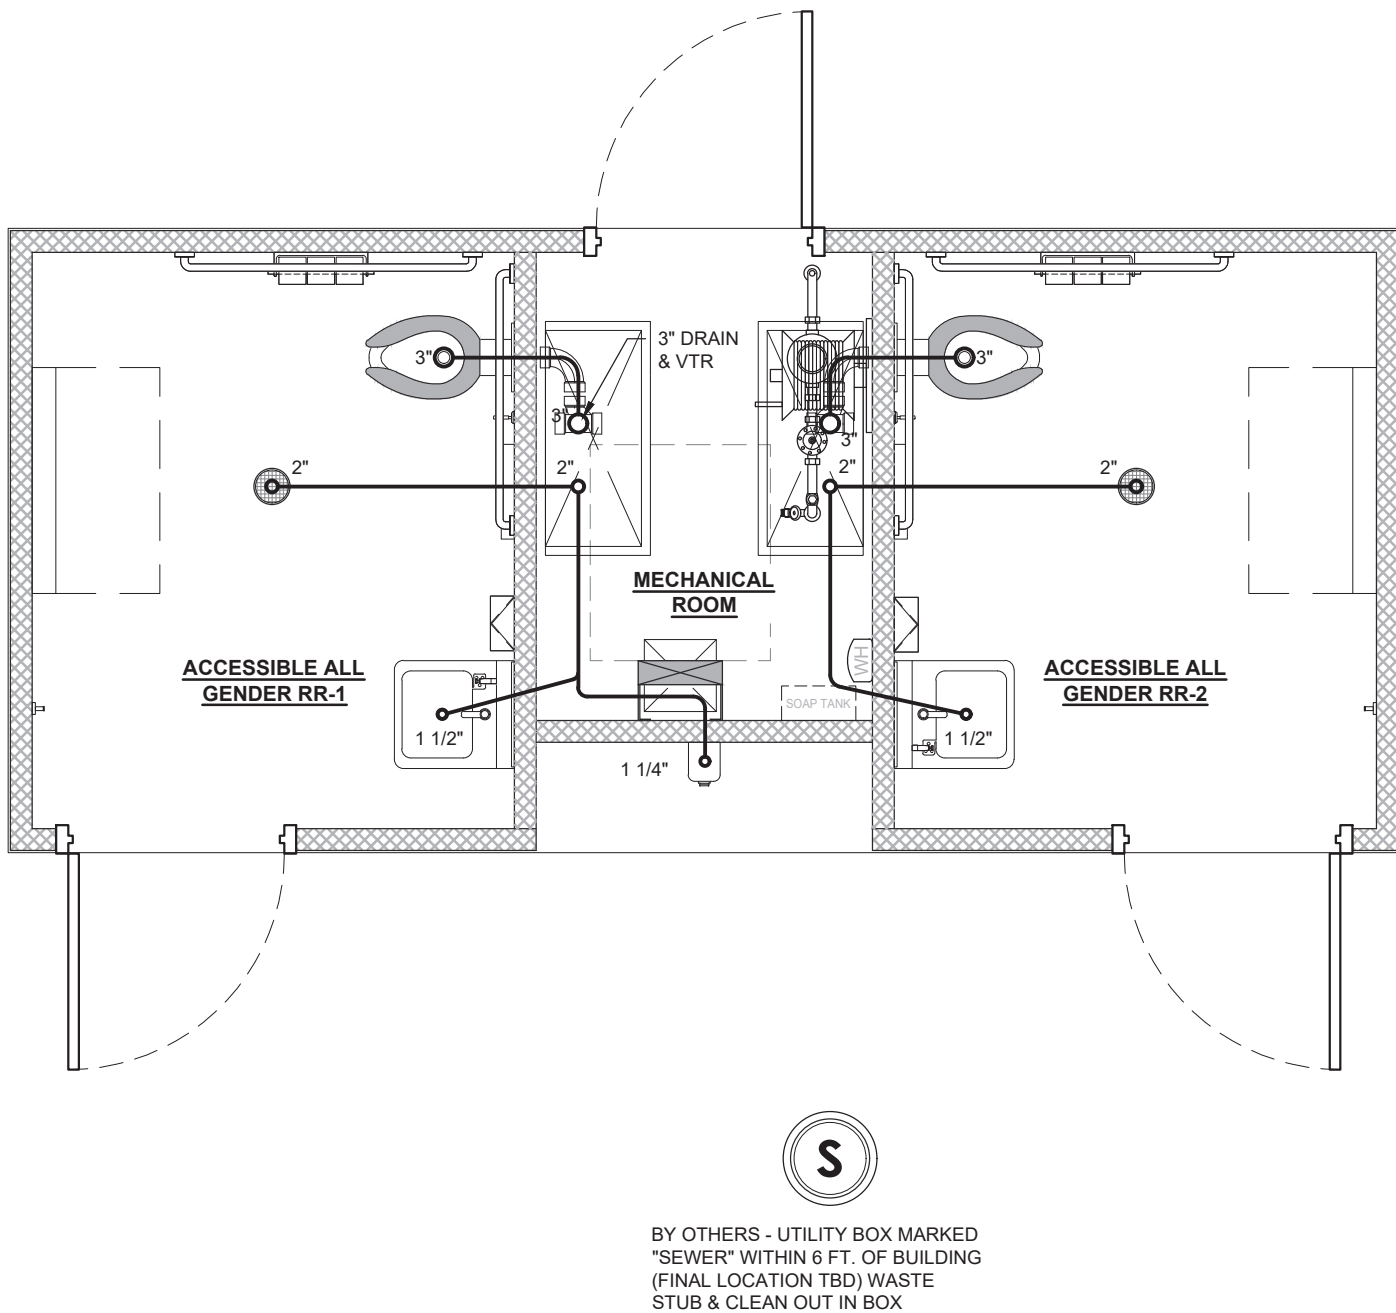 3" DRAIN
& VTR
3"
3"
3"
3"
2"
2"
2"
2"
MECHANICAL
ROOM
ACCESSIBLE ALL
GENDER RR-1
WH
ACCESSIBLE ALL
GENDER RR-2
SOAP TANK
1 1/2"
1 1/2"
1 1/4"
S
BY OTHERS - UTILITY BOX MARKED
"SEWER" WITHIN 6 FT. OF BUILDING
(FINAL LOCATION TBD) WASTE
STUB & CLEAN OUT IN BOX